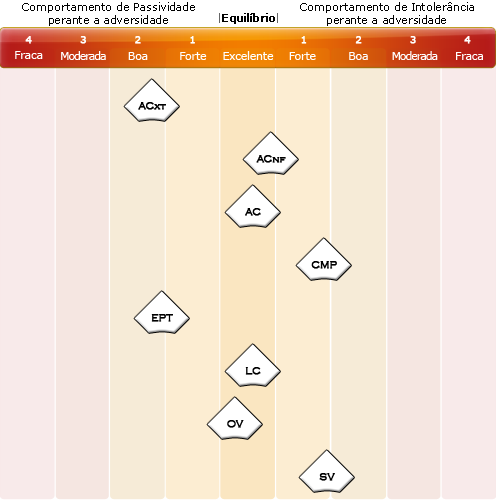 Comportamento de Passividade
perante a adversidade
|Equilíbrio|
Comportamento de Intolerância
perante a adversidade
4 3 2 1 1 2 3 4
Fraca Moderada Boa Forte Excelente Forte Boa Moderada Fraca
ACXT
ACNF
AC
CMP
EPT
LC
OV
SV